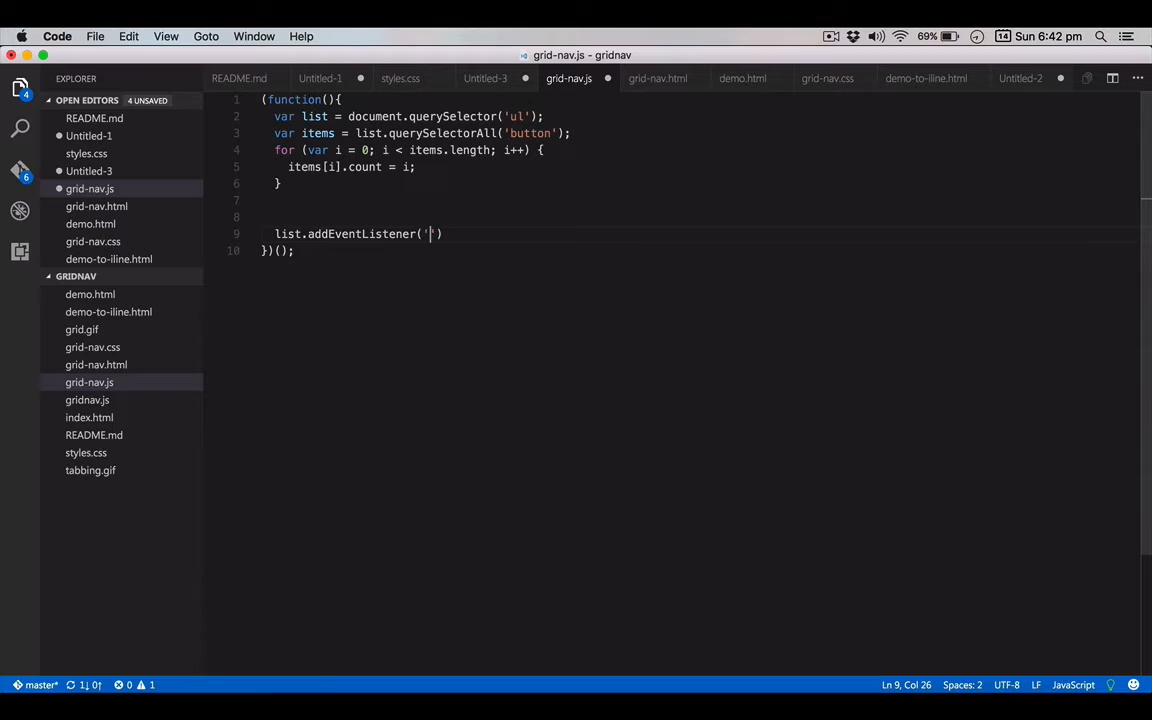 Code File Edit View Goto Window Help 69% 14 Sun 6:42 pm
grid-nav.js - gridnav
EXPLORER README.md Untitled-1 styles.css Untitled-3 grid-nav.js grid-nav.html demo.html grid-nav.css demo-to-iline.html Untitled-2
4
OPEN EDITORS 4 UNSAVED
README.md
Untitled-1
styles.css
Untitled-3
6
grid-nav.js
grid-nav.html
demo.html
grid-nav.css
demo-to-iline.html
GRIDNAV
demo.html
demo-to-iline.html
grid.gif
grid-nav.css
grid-nav.html
grid-nav.js
gridnav.js
index.html
README.md
styles.css
tabbing.gif
1 (function(){
2 var list = document.querySelector('ul');
3 var items = list.querySelectorAll('button');
4 for (var i = 0; i < items.length; i++) {
5 items[i].count = i;
6 }
7
8
9 list.addEventListener('')
10 })();
master* 1↓ 0↑ 0 1 Ln 9, Col 26 Spaces: 2 UTF-8 LF JavaScript